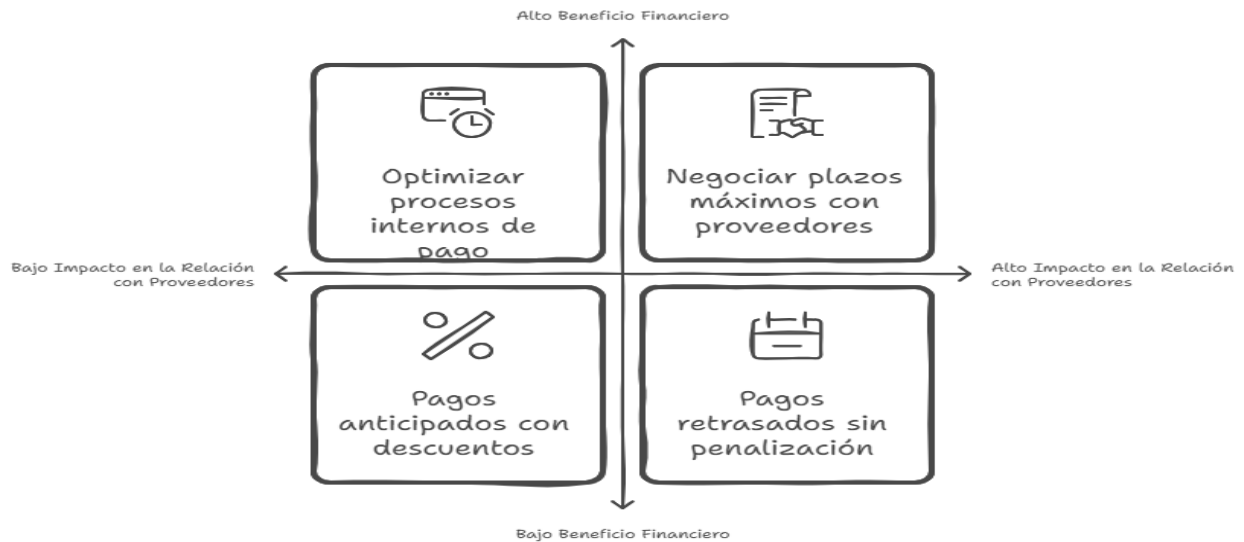 Alto Beneficio Financiero
Optimizar
procesos
internos de
pago
Negociar plazos
máximos con
proveedores
Bajo Impacto en la Relación
con Proveedores
Alto Impacto en la Relación
con Proveedores
Pagos
anticipados con
descuentos
Pagos
retrasados sin
penalización
Bajo Beneficio Financiero